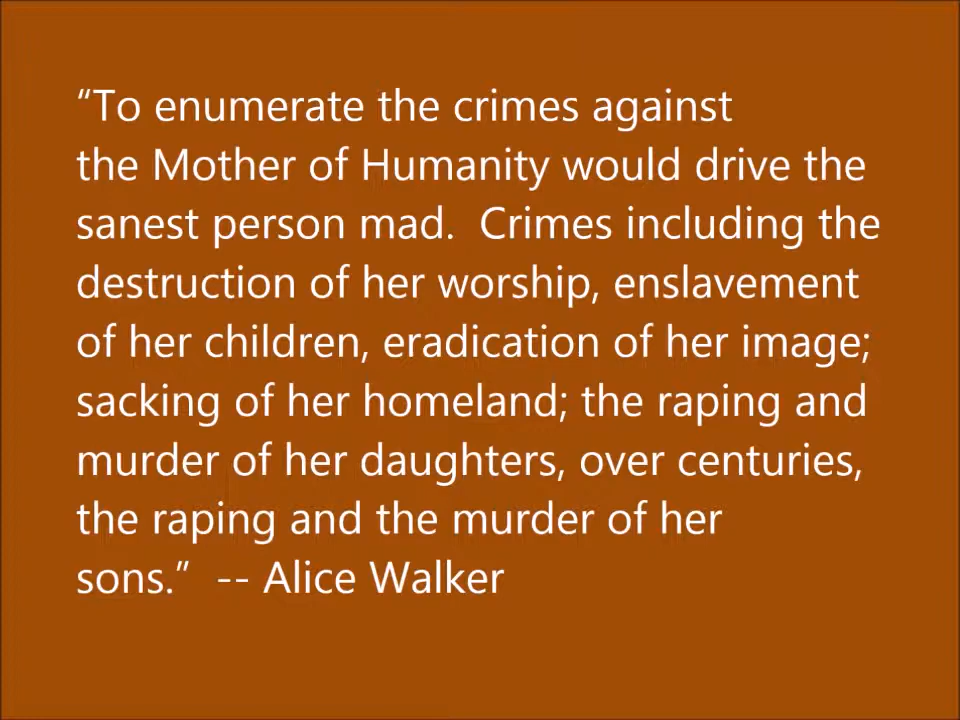 “To enumerate the crimes against
the Mother of Humanity would drive the
sanest person mad.  Crimes including the
destruction of her worship, enslavement
of her children, eradication of her image;
sacking of her homeland; the raping and
murder of her daughters, over centuries,
the raping and the murder of her
sons.”  -- Alice Walker